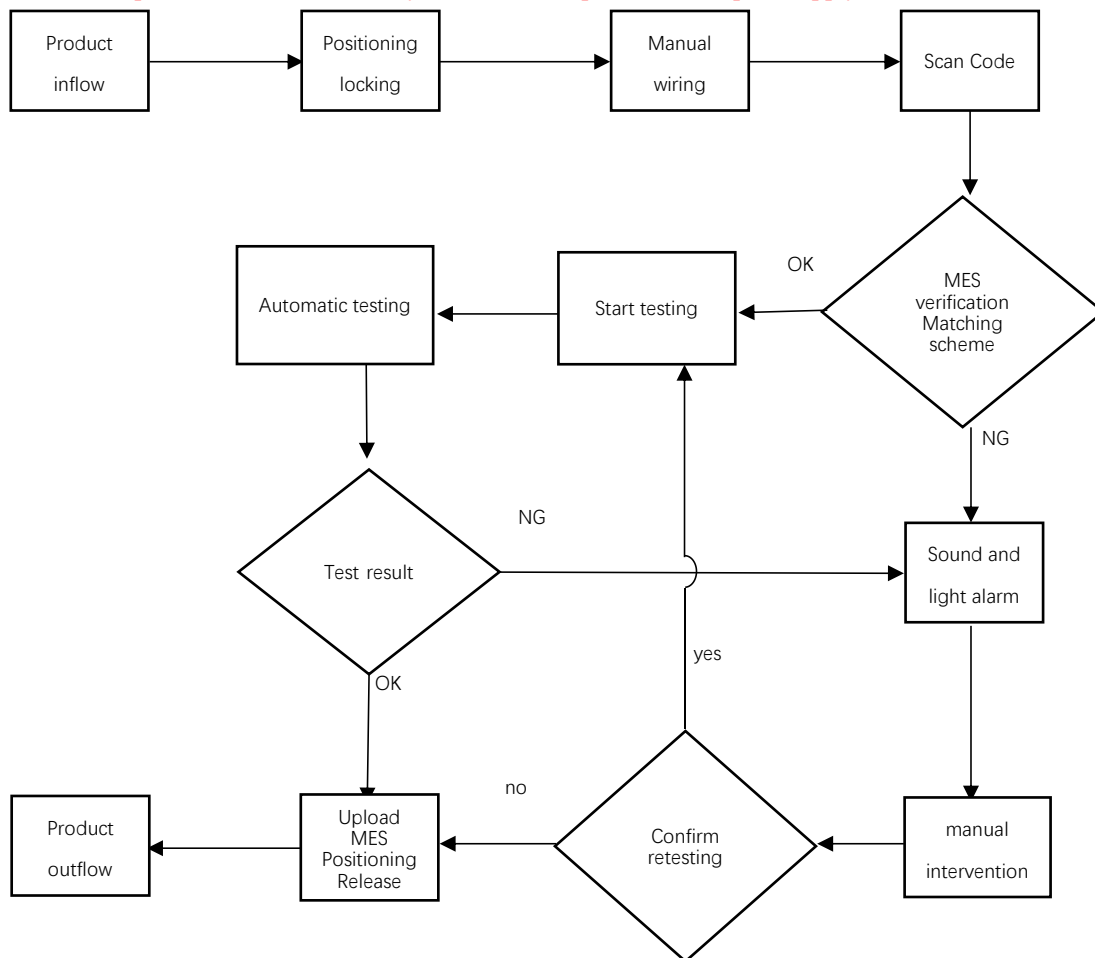 Product
inflow
Positioning
locking
Manual
wiring
Scan Code
MES
verification
Matching
scheme
OK
Start testing
Automatic testing
NG
Test result
NG
Sound and
light alarm
yes
OK
Upload
MES
Positioning
Release
no
Confirm
retesting
manual
intervention
Product
outflow